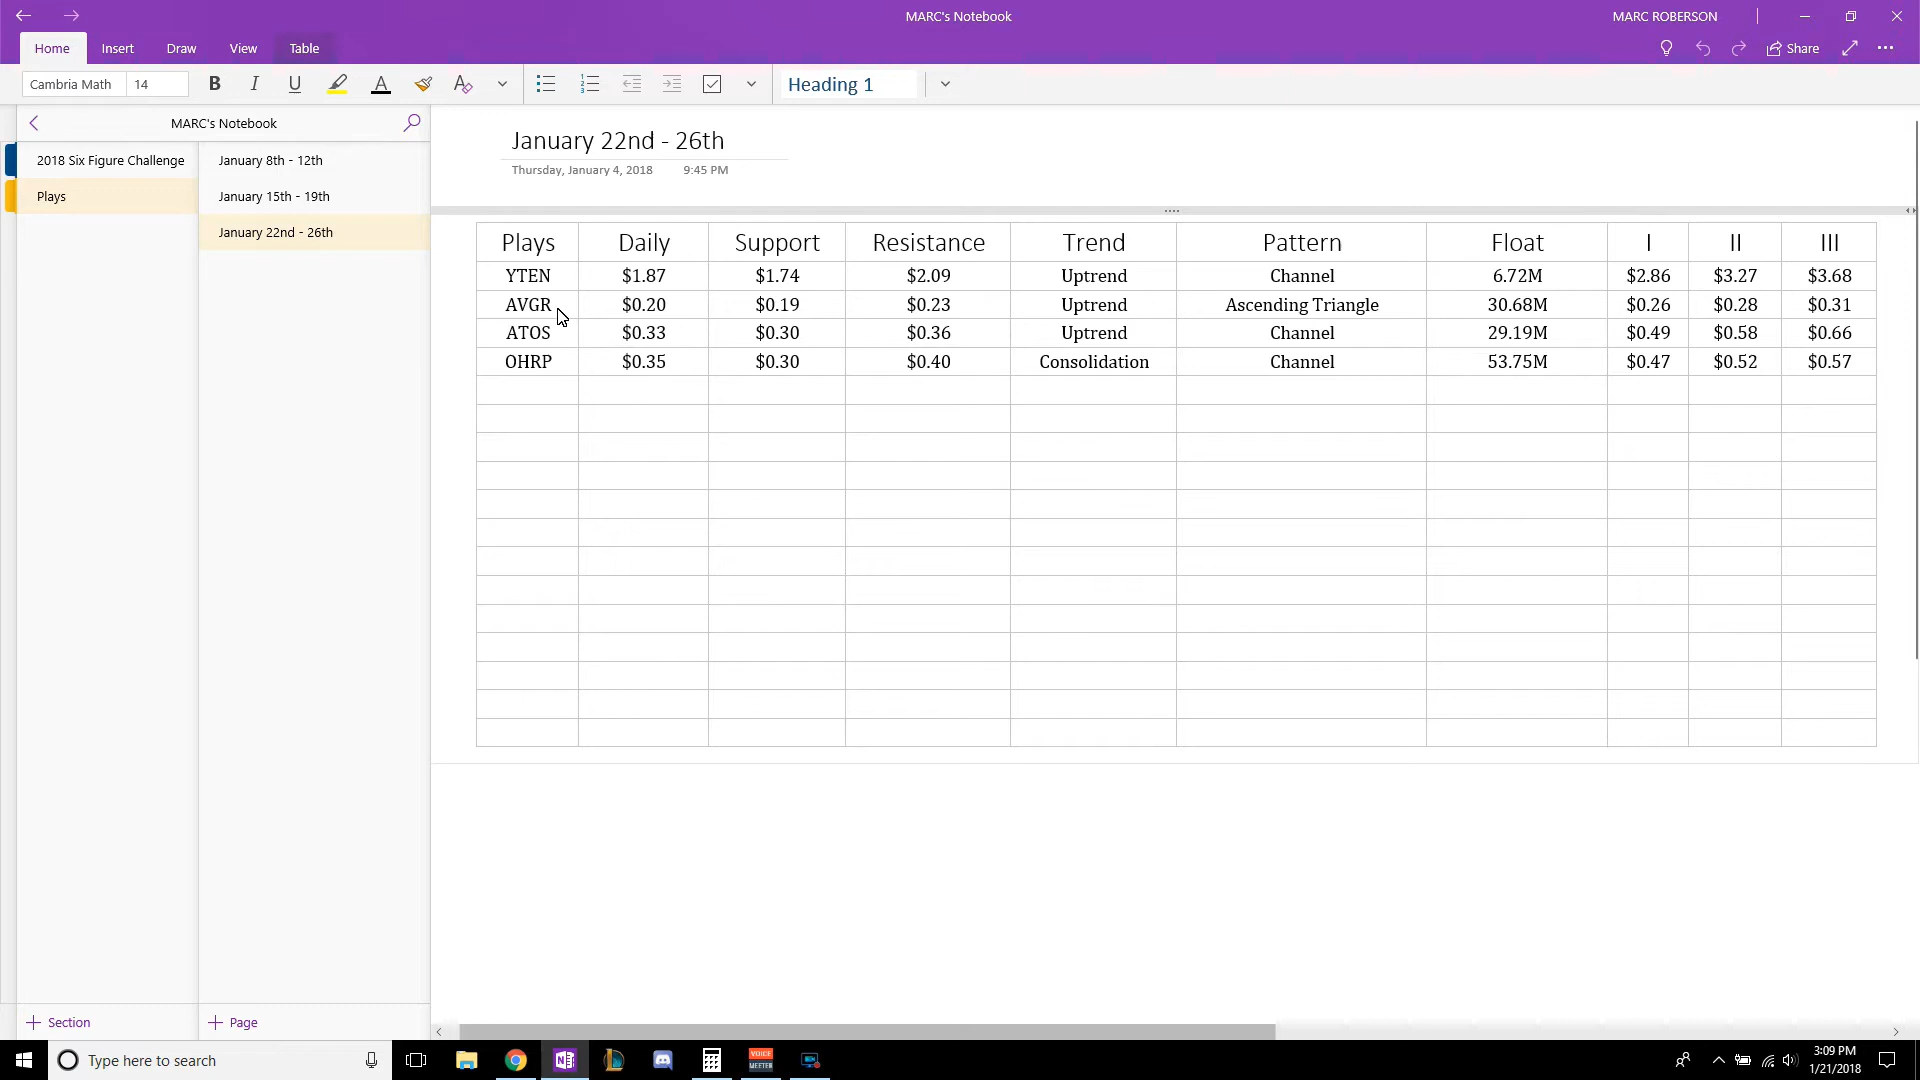 MARC's Notebook
MARC ROBERSON
Home Insert Draw View Table
Share
Cambria Math 14 B I U A Heading 1
MARC's Notebook
2018 Six Figure Challenge
Plays
January 8th - 12th
January 15th - 19th
January 22nd - 26th
January 22nd - 26th
Thursday, January 4, 2018 9:45 PM
Plays Daily Support Resistance Trend Pattern Float I II III
YTEN $1.87 $1.74 $2.09 Uptrend Channel 6.72M $2.86 $3.27 $3.68
AVGR $0.20 $0.19 $0.23 Uptrend Ascending Triangle 30.68M $0.26 $0.28 $0.31
ATOS $0.33 $0.30 $0.36 Uptrend Channel 29.19M $0.49 $0.58 $0.66
OHRP $0.35 $0.30 $0.40 Consolidation Channel 53.75M $0.47 $0.52 $0.57
+ Section + Page
Type here to search
VOICE
MEETER
3:09 PM
1/21/2018